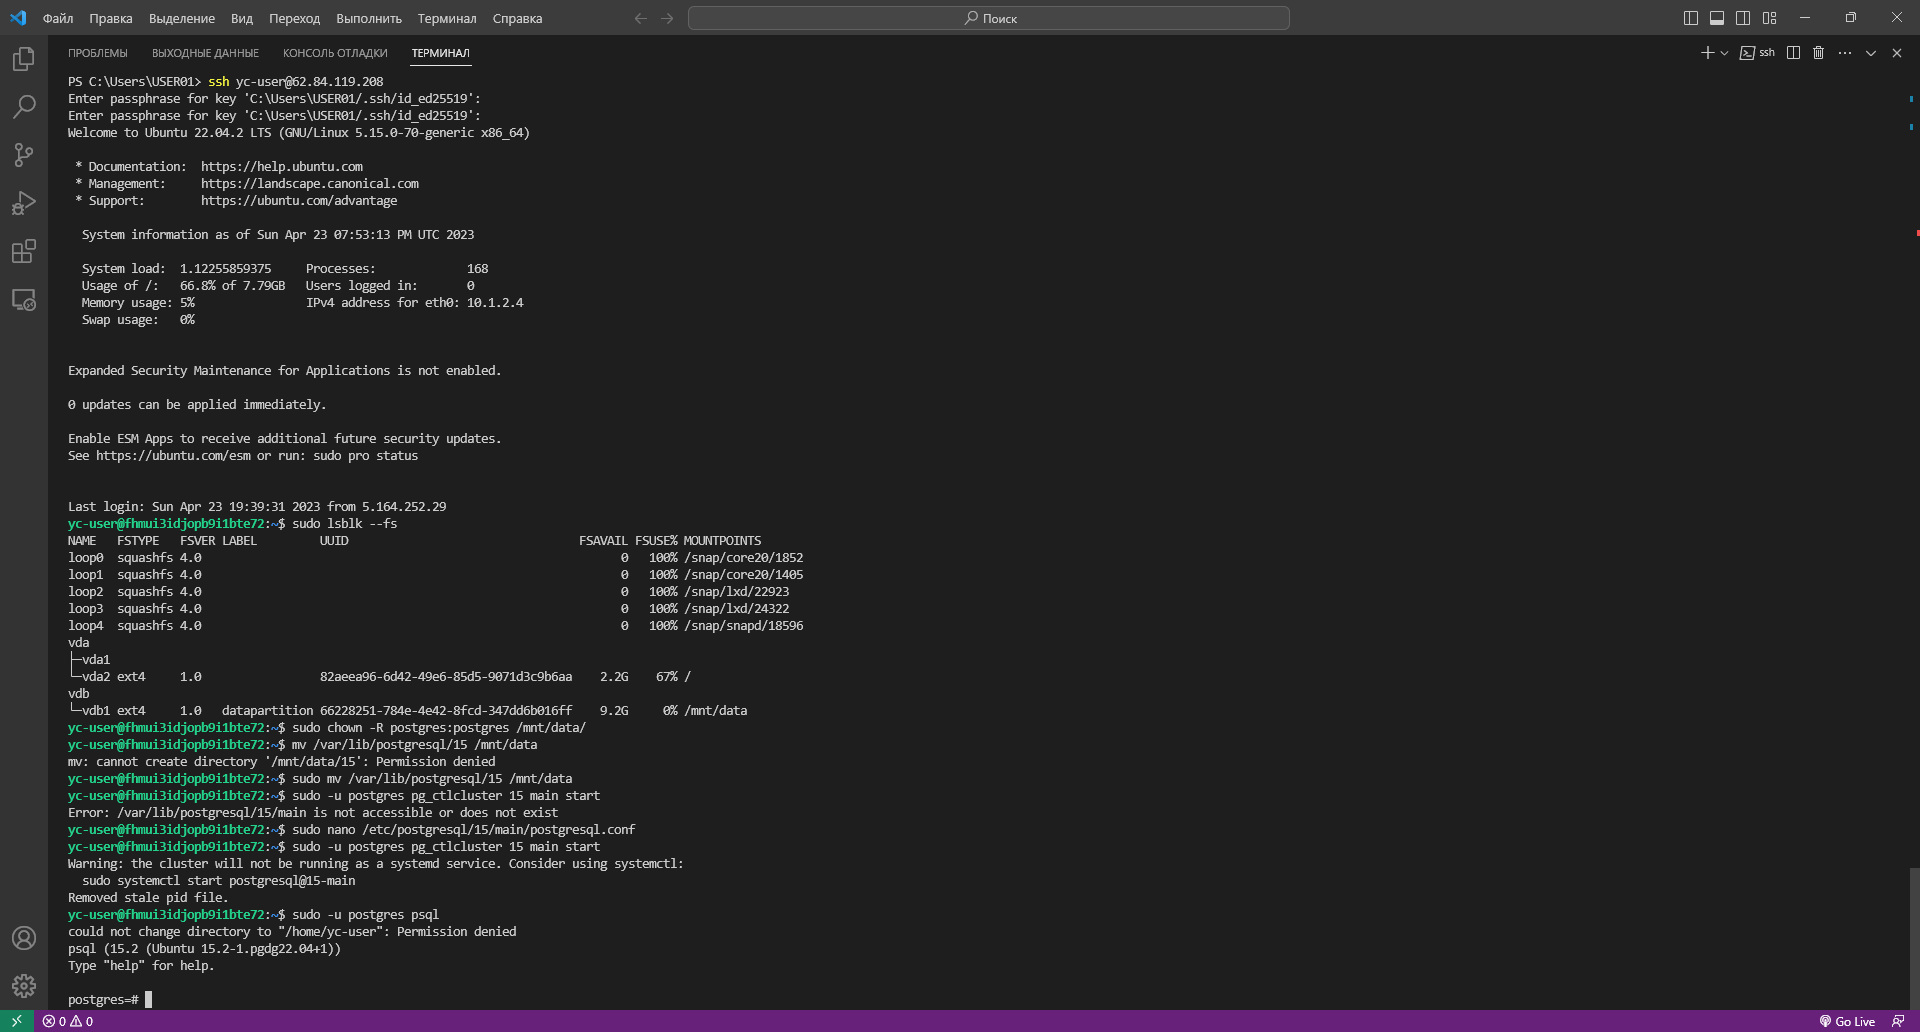 Файл Правка Выделение Вид Переход Выполнить Терминал Справка Поиск
ПРОБЛЕМЫ ВЫХОДНЫЕ ДАННЫЕ КОНСОЛЬ ОТЛАДКИ ТЕРМИНАЛ ssh
PS C:\Users\USER01> ssh yc-user@62.84.119.208
Enter passphrase for key 'C:\Users\USER01/.ssh/id_ed25519':
Enter passphrase for key 'C:\Users\USER01/.ssh/id_ed25519':
Welcome to Ubuntu 22.04.2 LTS (GNU/Linux 5.15.0-70-generic x86_64)
* Documentation:  https://help.ubuntu.com
* Management:     https://landscape.canonical.com
* Support:        https://ubuntu.com/advantage
System information as of Sun Apr 23 07:53:13 PM UTC 2023
System load:  1.12255859375     Processes:             168
Usage of /:   66.8% of 7.79GB   Users logged in:       0
Memory usage: 5%                IPv4 address for eth0: 10.1.2.4
Swap usage:   0%
Expanded Security Maintenance for Applications is not enabled.
0 updates can be applied immediately.
Enable ESM Apps to receive additional future security updates.
See https://ubuntu.com/esm or run: sudo pro status
Last login: Sun Apr 23 19:39:31 2023 from 5.164.252.29
yc-user@fhmui3idjopb9i1bte72:~$ sudo lsblk --fs
NAME   FSTYPE   FSVER LABEL         UUID                                 FSAVAIL FSUSE% MOUNTPOINTS
loop0  squashfs 4.0                                                            0   100% /snap/core20/1852
loop1  squashfs 4.0                                                            0   100% /snap/core20/1405
loop2  squashfs 4.0                                                            0   100% /snap/lxd/22923
loop3  squashfs 4.0                                                            0   100% /snap/lxd/24322
loop4  squashfs 4.0                                                            0   100% /snap/snapd/18596
vda
├─vda1
└─vda2 ext4     1.0                 82aeea96-6d42-49e6-85d5-9071d3c9b6aa    2.2G    67% /
vdb
└─vdb1 ext4     1.0   datapartition 66228251-784e-4e42-8fcd-347dd6b016ff    9.2G     0% /mnt/data
yc-user@fhmui3idjopb9i1bte72:~$ sudo chown -R postgres:postgres /mnt/data/
yc-user@fhmui3idjopb9i1bte72:~$ mv /var/lib/postgresql/15 /mnt/data
mv: cannot create directory '/mnt/data/15': Permission denied
yc-user@fhmui3idjopb9i1bte72:~$ sudo mv /var/lib/postgresql/15 /mnt/data
yc-user@fhmui3idjopb9i1bte72:~$ sudo -u postgres pg_ctlcluster 15 main start
Error: /var/lib/postgresql/15/main is not accessible or does not exist
yc-user@fhmui3idjopb9i1bte72:~$ sudo nano /etc/postgresql/15/main/postgresql.conf
yc-user@fhmui3idjopb9i1bte72:~$ sudo -u postgres pg_ctlcluster 15 main start
Warning: the cluster will not be running as a systemd service. Consider using systemctl:
sudo systemctl start postgresql@15-main
Removed stale pid file.
yc-user@fhmui3idjopb9i1bte72:~$ sudo -u postgres psql
could not change directory to "/home/yc-user": Permission denied
psql (15.2 (Ubuntu 15.2-1.pgdg22.04+1))
Type "help" for help.
postgres=#
0 0 Go Live